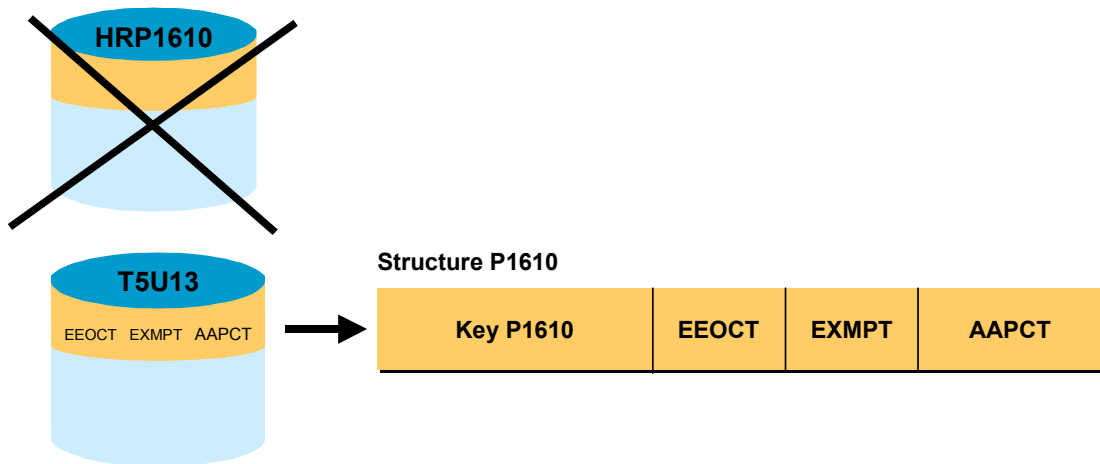 HRP1610
T5U13
EEOCT EXMPT AAPCT
Structure P1610
Key P1610 EEOCT EXMPT AAPCT